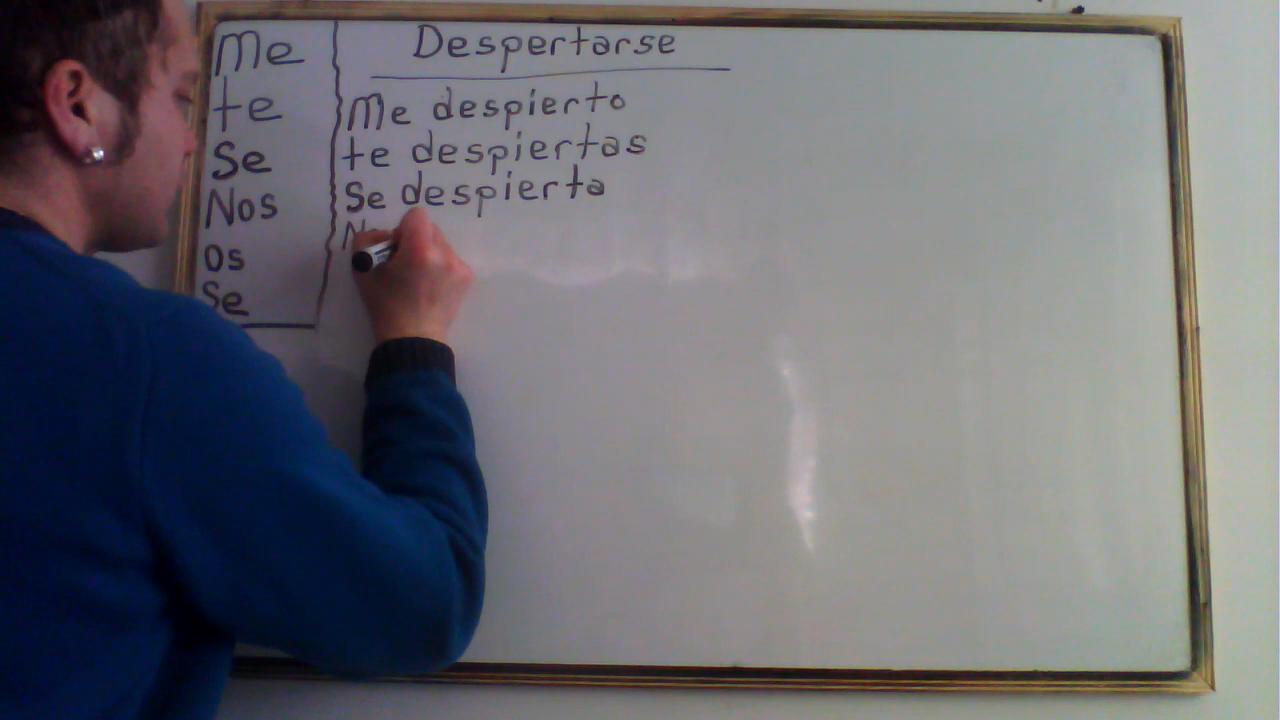 Me
te
Se
Nos
os
Se
Despertarse
Me despierto
te despiertas
Se despierta